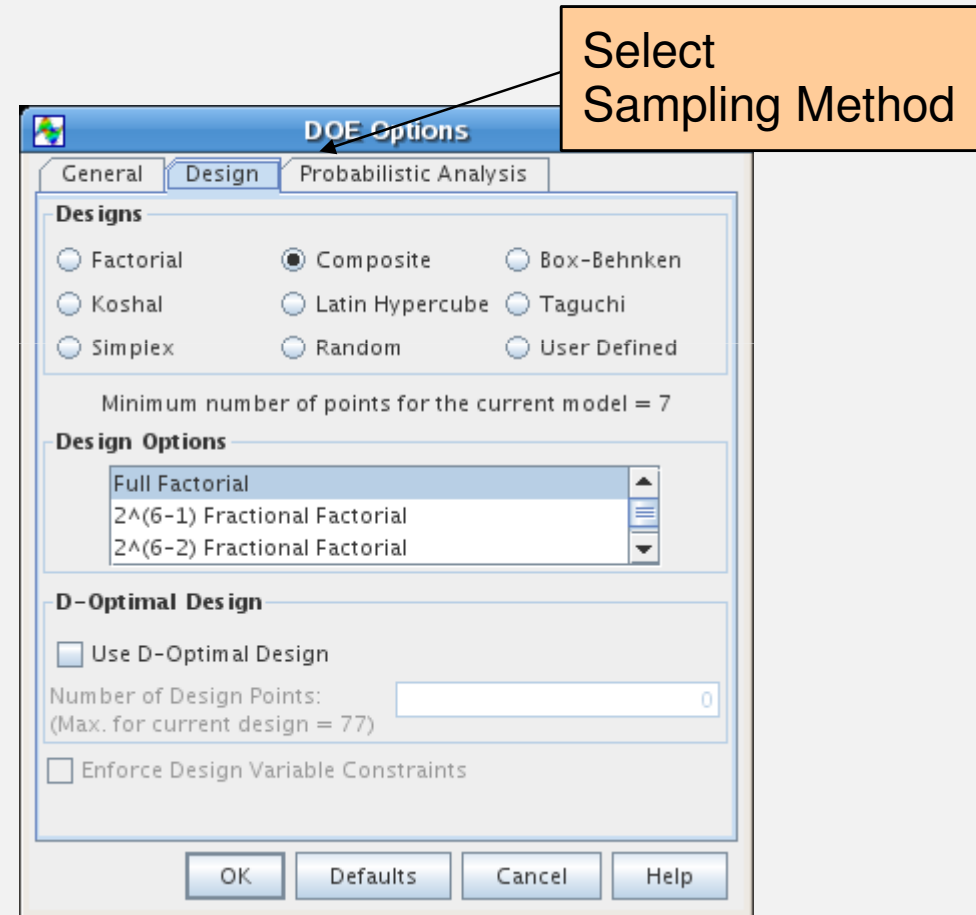 Select
Sampling Method
DOE Options
General Design Probabilistic Analysis
Designs
Factorial Composite Box-Behnken
Koshal Latin Hypercube Taguchi
Simplex Random User Defined
Minimum number of points for the current model = 7
Design Options
Full Factorial
2^(6-1) Fractional Factorial
2^(6-2) Fractional Factorial
D-Optimal Design
Use D-Optimal Design
Number of Design Points: 0
(Max. for current design = 77)
Enforce Design Variable Constraints
OK Defaults Cancel Help